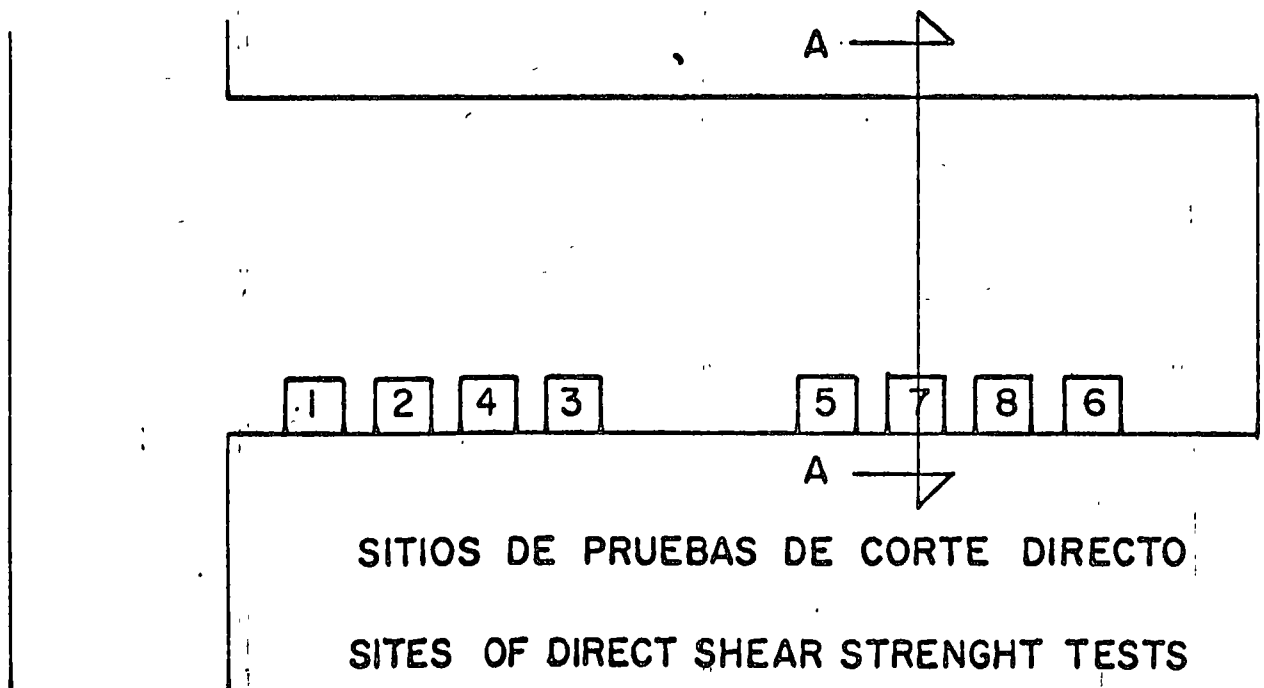 A
1 2 4 3 5 7 8 6
A
SITIOS DE PRUEBAS DE CORTE DIRECTO
SITES OF DIRECT SHEAR STRENGHT TESTS